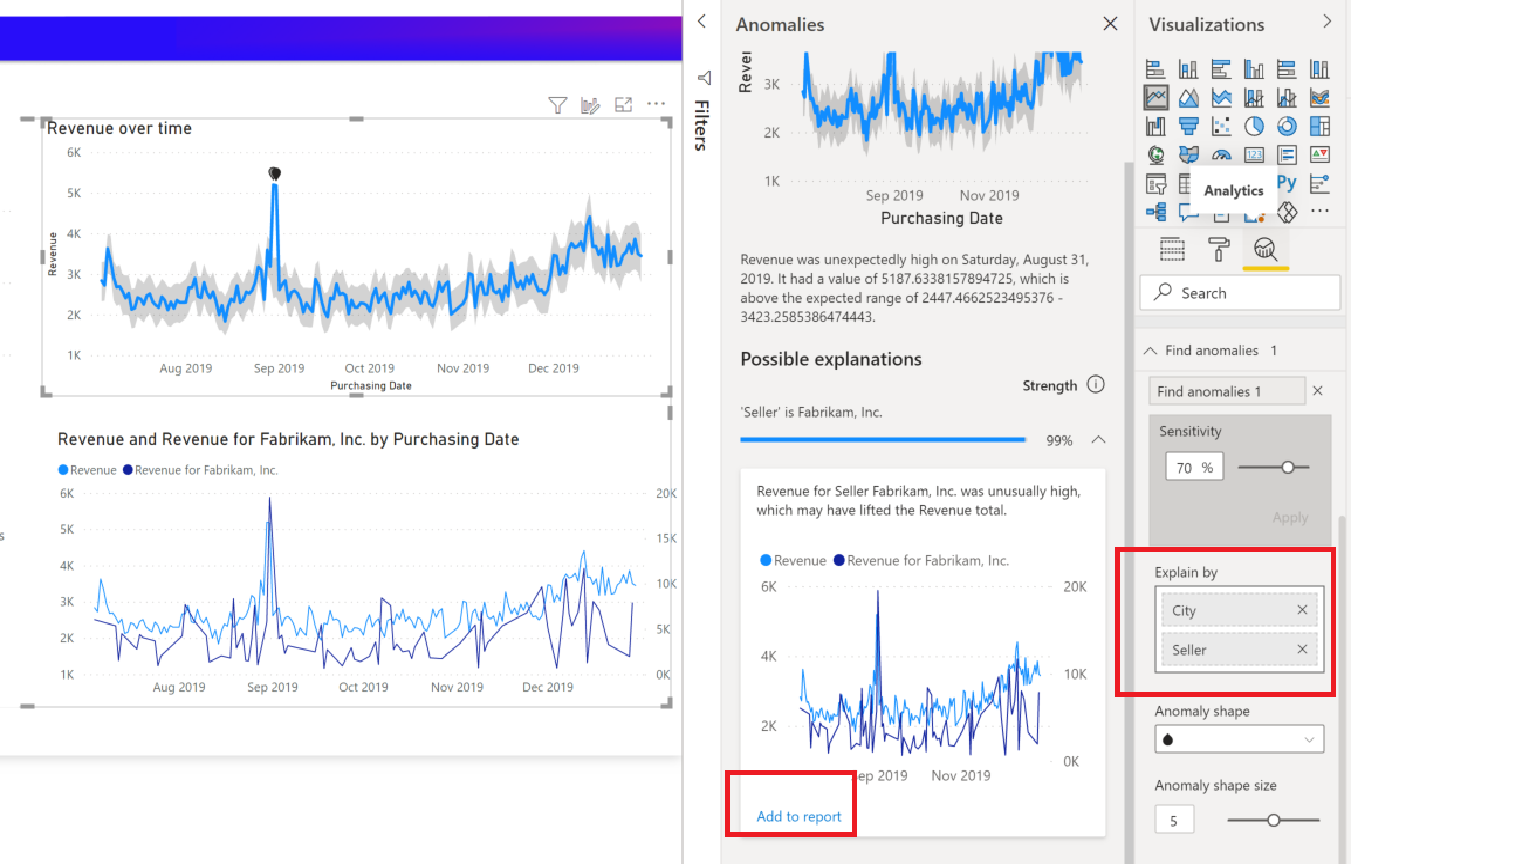 Revenue over time
6K
5K
4K
3K
2K
1K
Revenue
Aug 2019 Sep 2019 Oct 2019 Nov 2019 Dec 2019
Purchasing Date
Revenue and Revenue for Fabrikam, Inc. by Purchasing Date
Revenue Revenue for Fabrikam, Inc.
6K 20K
5K
15K
4K
10K
3K
2K 5K
1K 0K
Aug 2019 Sep 2019 Oct 2019 Nov 2019 Dec 2019
s
Filters
Anomalies
Rever
3K
2K
1K
Sep 2019 Nov 2019
Purchasing Date
Revenue was unexpectedly high on Saturday, August 31,
2019. It had a value of 5187.6338157894725, which is
above the expected range of 2447.4662523495376 -
3423.2585386474443.
Possible explanations
Strength
'Seller' is Fabrikam, Inc.
99%
Revenue for Seller Fabrikam, Inc. was unusually high,
which may have lifted the Revenue total.
Revenue Revenue for Fabrikam, Inc.
6K 20K
4K 10K
2K
0K
ep 2019 Nov 2019
Add to report
Visualizations
123
Py
Analytics
Search
Find anomalies 1
Find anomalies 1
Sensitivity
70 %
Apply
Explain by
City
Seller
Anomaly shape
Anomaly shape size
5